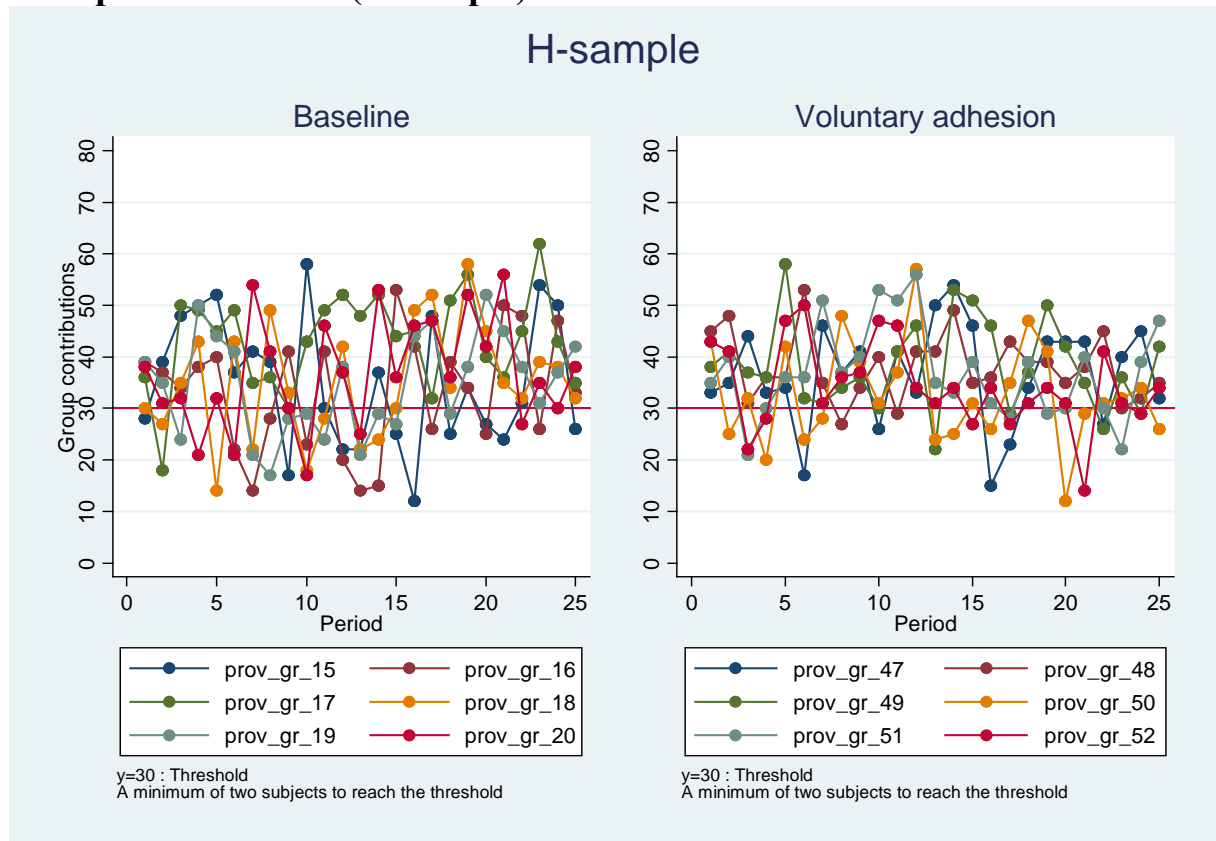 H-sample
Baseline
Voluntary adhesion
Group contributions
80
70
60
50
40
30
20
10
0
0 5 10 15 20 25
Period
prov_gr_15 prov_gr_16
prov_gr_17 prov_gr_18
prov_gr_19 prov_gr_20
y=30 : Threshold
A minimum of two subjects to reach the threshold
80
70
60
50
40
30
20
10
0
0 5 10 15 20 25
Period
prov_gr_47 prov_gr_48
prov_gr_49 prov_gr_50
prov_gr_51 prov_gr_52
y=30 : Threshold
A minimum of two subjects to reach the threshold